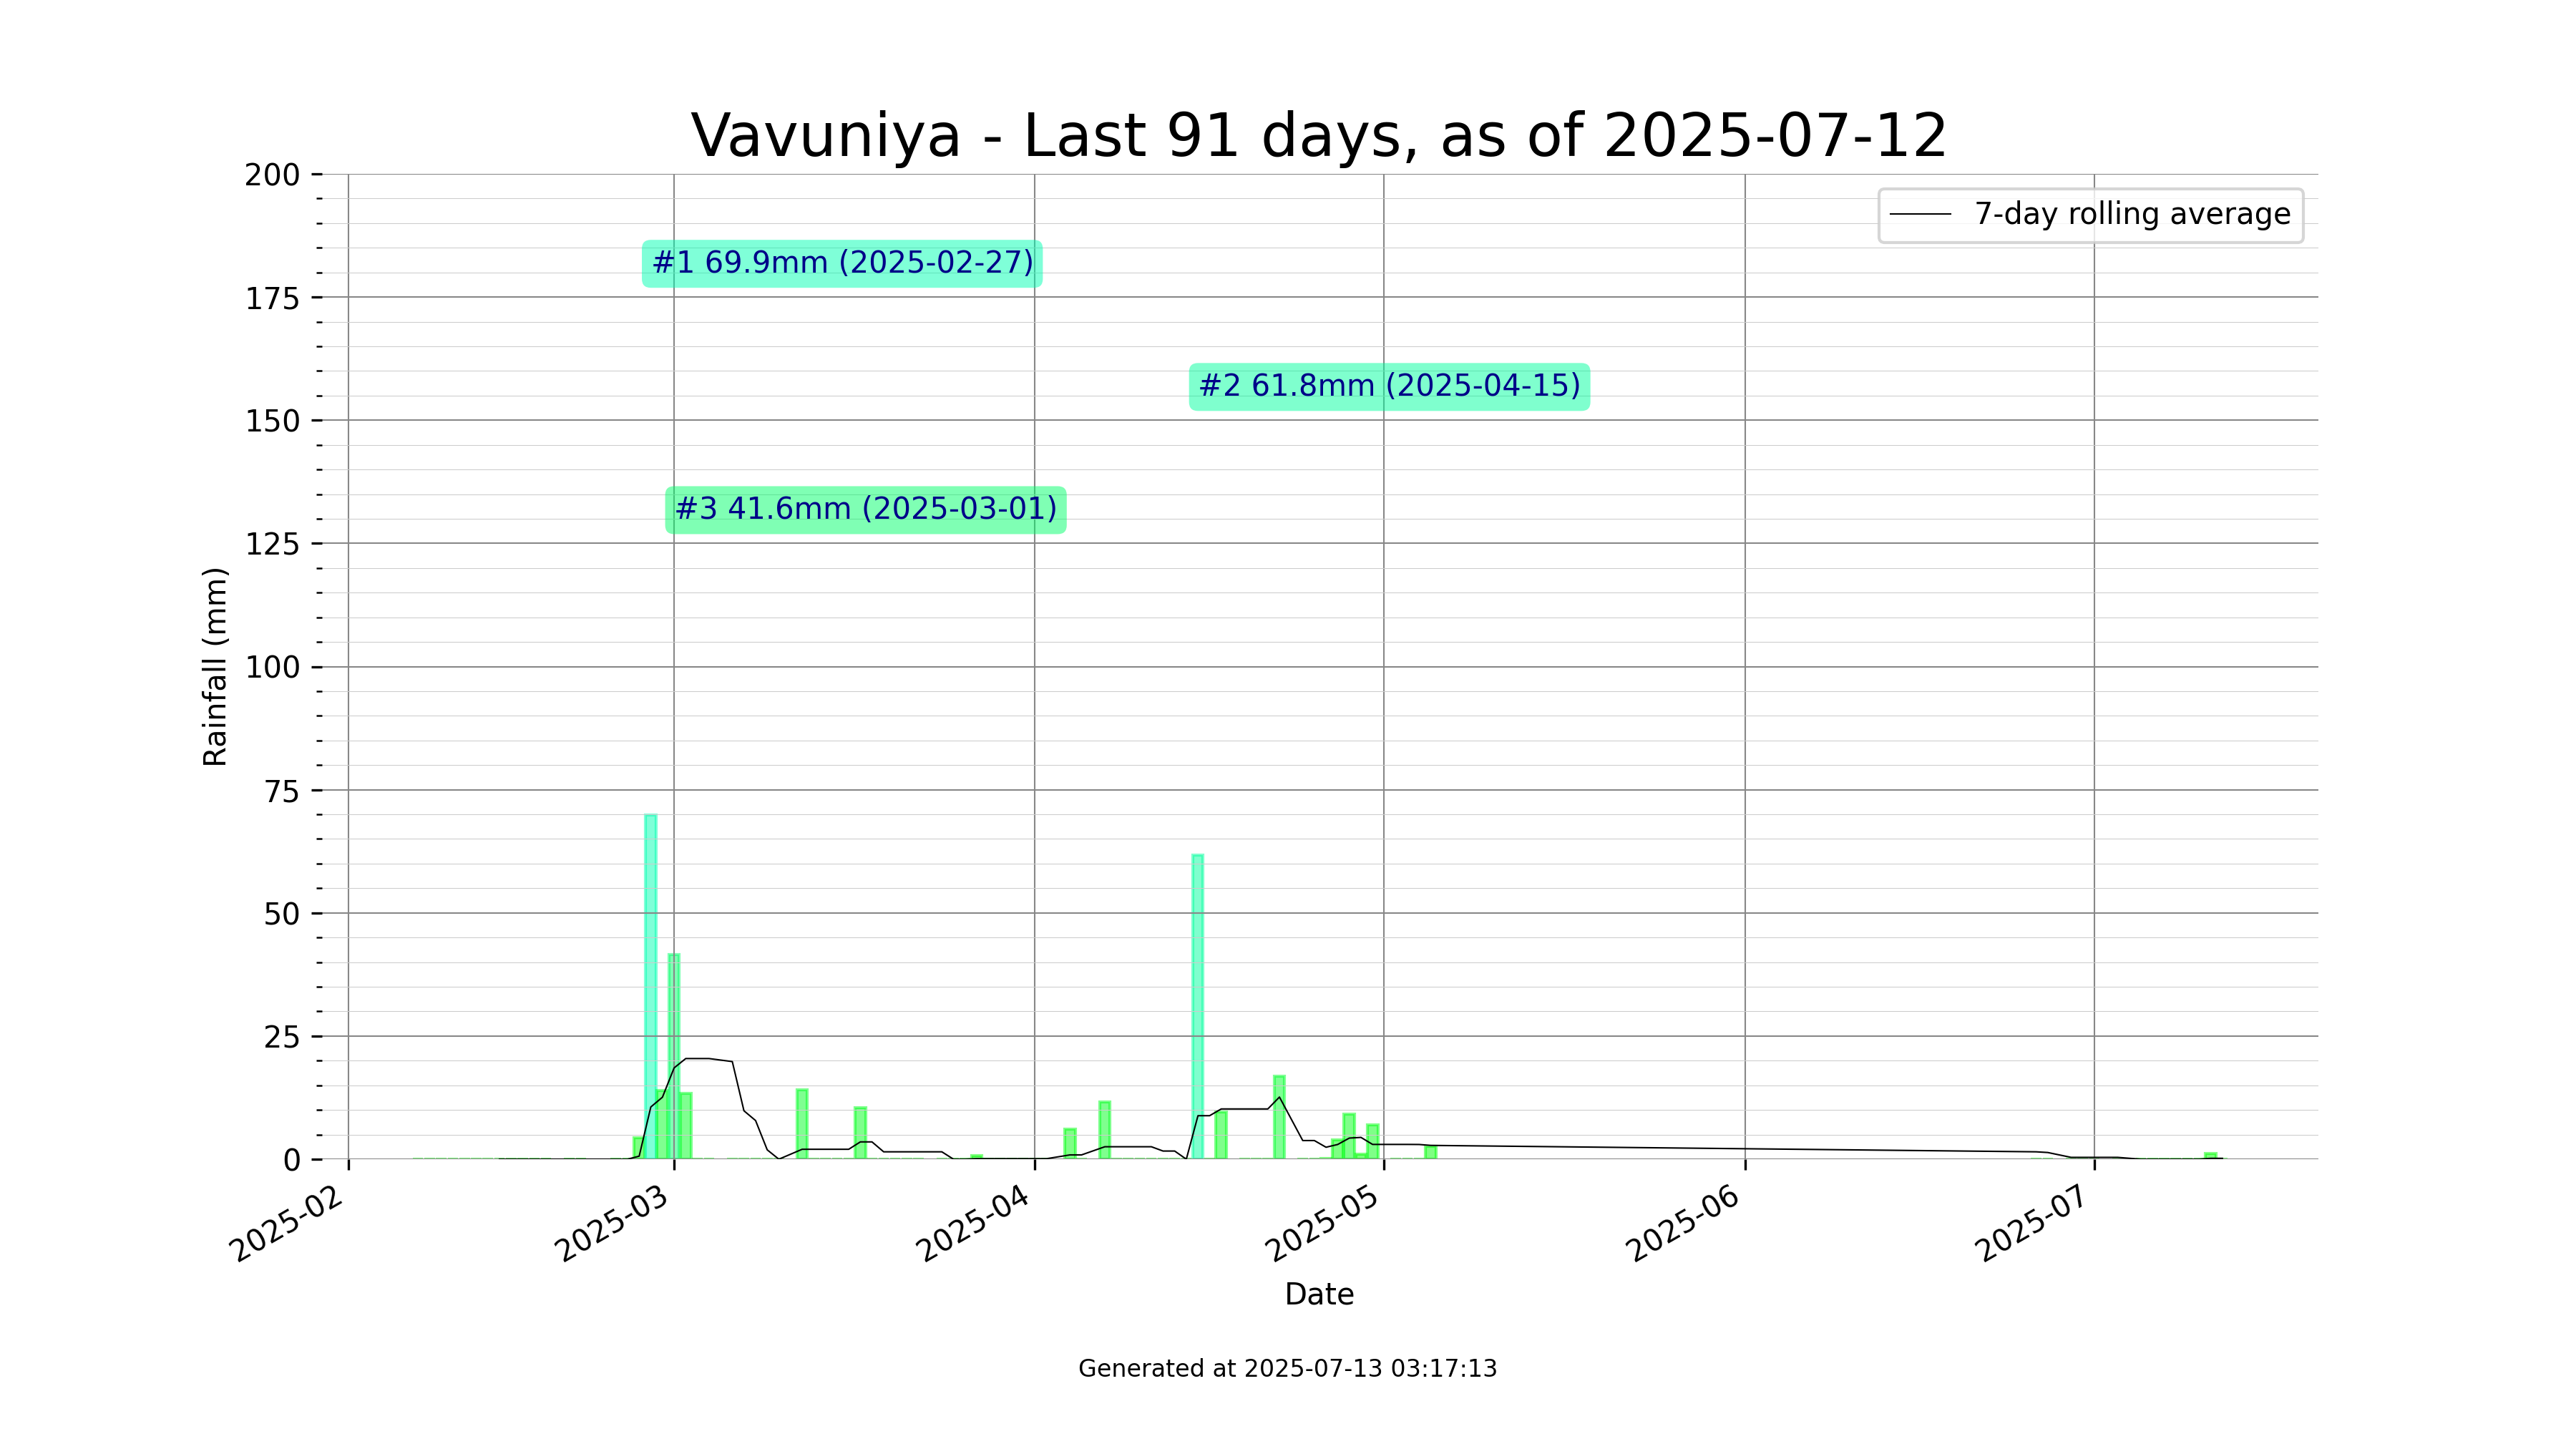 Vavuniya - Last 91 days, as of 2025-07-12
200
175
150
125
100
75
50
25
0
Rainfall (mm)
7-day rolling average
#1 69.9mm (2025-02-27)
#2 61.8mm (2025-04-15)
#3 41.6mm (2025-03-01)
2025-02
2025-03
2025-04
2025-05
2025-06
2025-07
Date
Generated at 2025-07-13 03:17:13